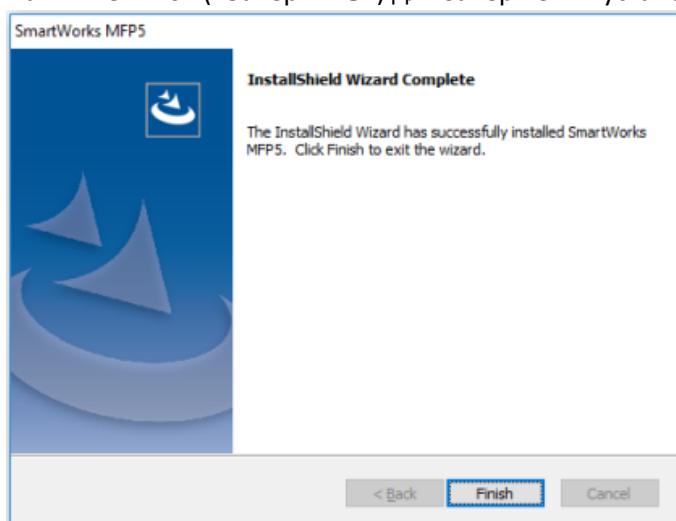 SmartWorks MFP5
InstallShield Wizard Complete
The InstallShield Wizard has successfully installed SmartWorks
MFP5. Click Finish to exit the wizard.
< Back
Finish
Cancel